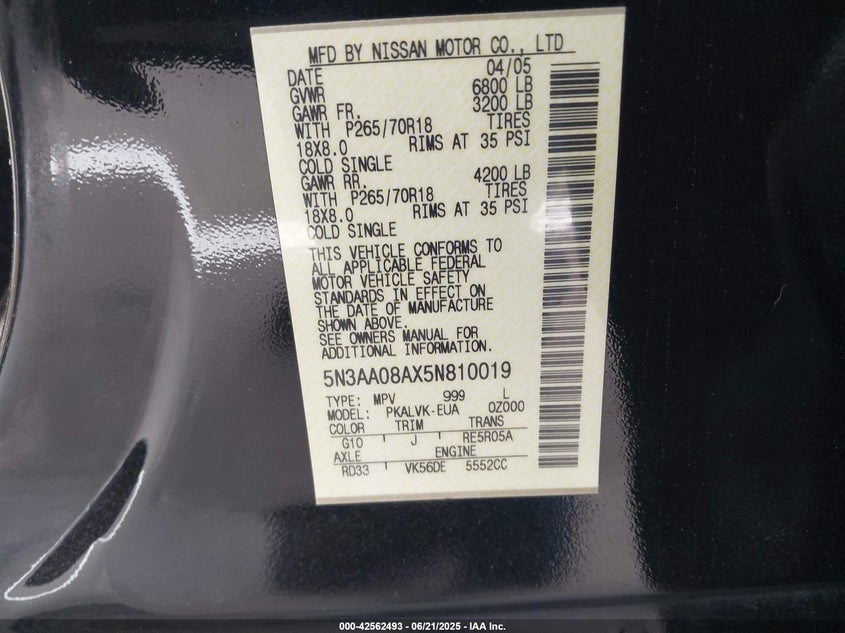 MFD BY NISSAN MOTOR CO., LTD
DATE 04/05
GVWR 6800 LB
GAWR FR. 3200 LB
WITH P265/70R18 TIRES
18X8.0 RIMS AT 35 PSI
COLD SINGLE
GAWR RR. 4200 LB
WITH P265/70R18 TIRES
18X8.0 RIMS AT 35 PSI
COLD SINGLE
THIS VEHICLE CONFORMS TO
ALL APPLICABLE FEDERAL
MOTOR VEHICLE SAFETY
STANDARDS IN EFFECT ON
THE DATE OF MANUFACTURE
SHOWN ABOVE.
SEE OWNERS MANUAL FOR
ADDITIONAL INFORMATION.
5N3AA08AX5N810019
TYPE: MPV 999 L
MODEL: PKALVK-EUA 0Z000
COLOR TRIM TRANS
G10 J RE5R05A
AXLE ENGINE
RD33 VK56DE 5552CC
000-42562493 - 06/21/2025 - IAA Inc.